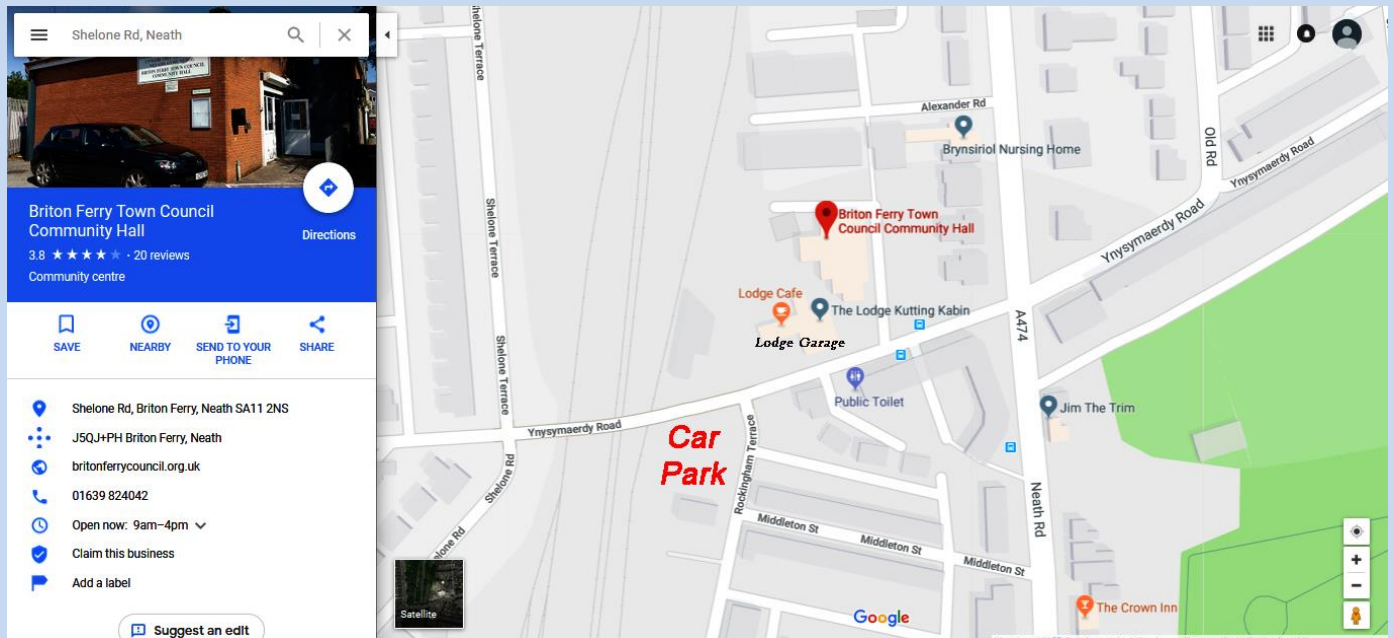 Shelone Rd, Neath
COMMUNITY HALL
Briton Ferry Town Council
Community Hall
3.8 ★★★★★ · 20 reviews
Community centre
Directions
SAVE
NEARBY
SEND TO YOUR
PHONE
SHARE
Shelone Rd, Briton Ferry, Neath SA11 2NS
J5QJ+PH Briton Ferry, Neath
britonferrycouncil.org.uk
01639 824042
Open now: 9am–4pm
Claim this business
Add a label
Suggest an edit
Shelone Terrace
Shelone Terrace
Shelone Terrace
Alexander Rd
Brynsiriol Nursing Home
Old Rd
Ynysymaerdy Road
Ynysymaerdy Road
Briton Ferry Town
Council Community Hall
Lodge Cafe
The Lodge Kutting Kabin
Lodge Garage
A474
Public Toilet
Jim The Trim
Ynysymaerdy Road
Car
Park
Rockingham Terrace
Shelone Rd
elone Rd
Neath Rd
Middleton St
Middleton St
Middleton St
The Crown Inn
Satellite
Google